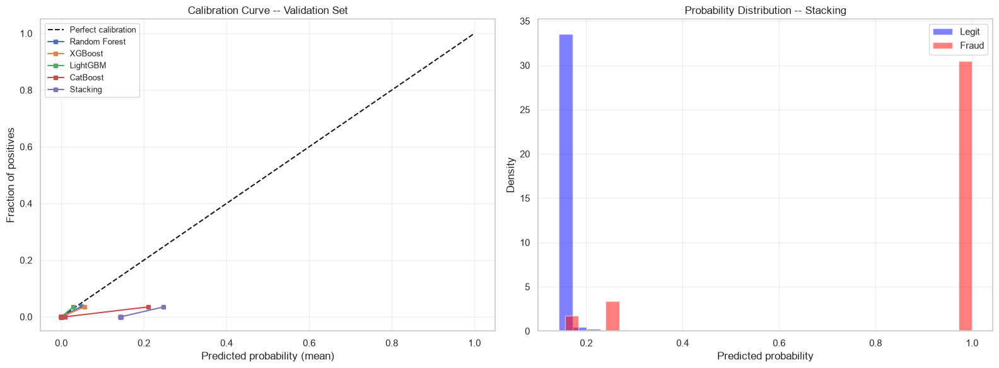 Calibration Curve -- Validation Set
Perfect calibration
Random Forest
XGBoost
LightGBM
CatBoost
Stacking
Fraction of positives
1.0
0.8
0.6
0.4
0.2
0.0
0.0 0.2 0.4 0.6 0.8 1.0
Predicted probability (mean)
Probability Distribution -- Stacking
Legit
Fraud
Density
35
30
25
20
15
10
5
0
0.2 0.4 0.6 0.8 1.0
Predicted probability